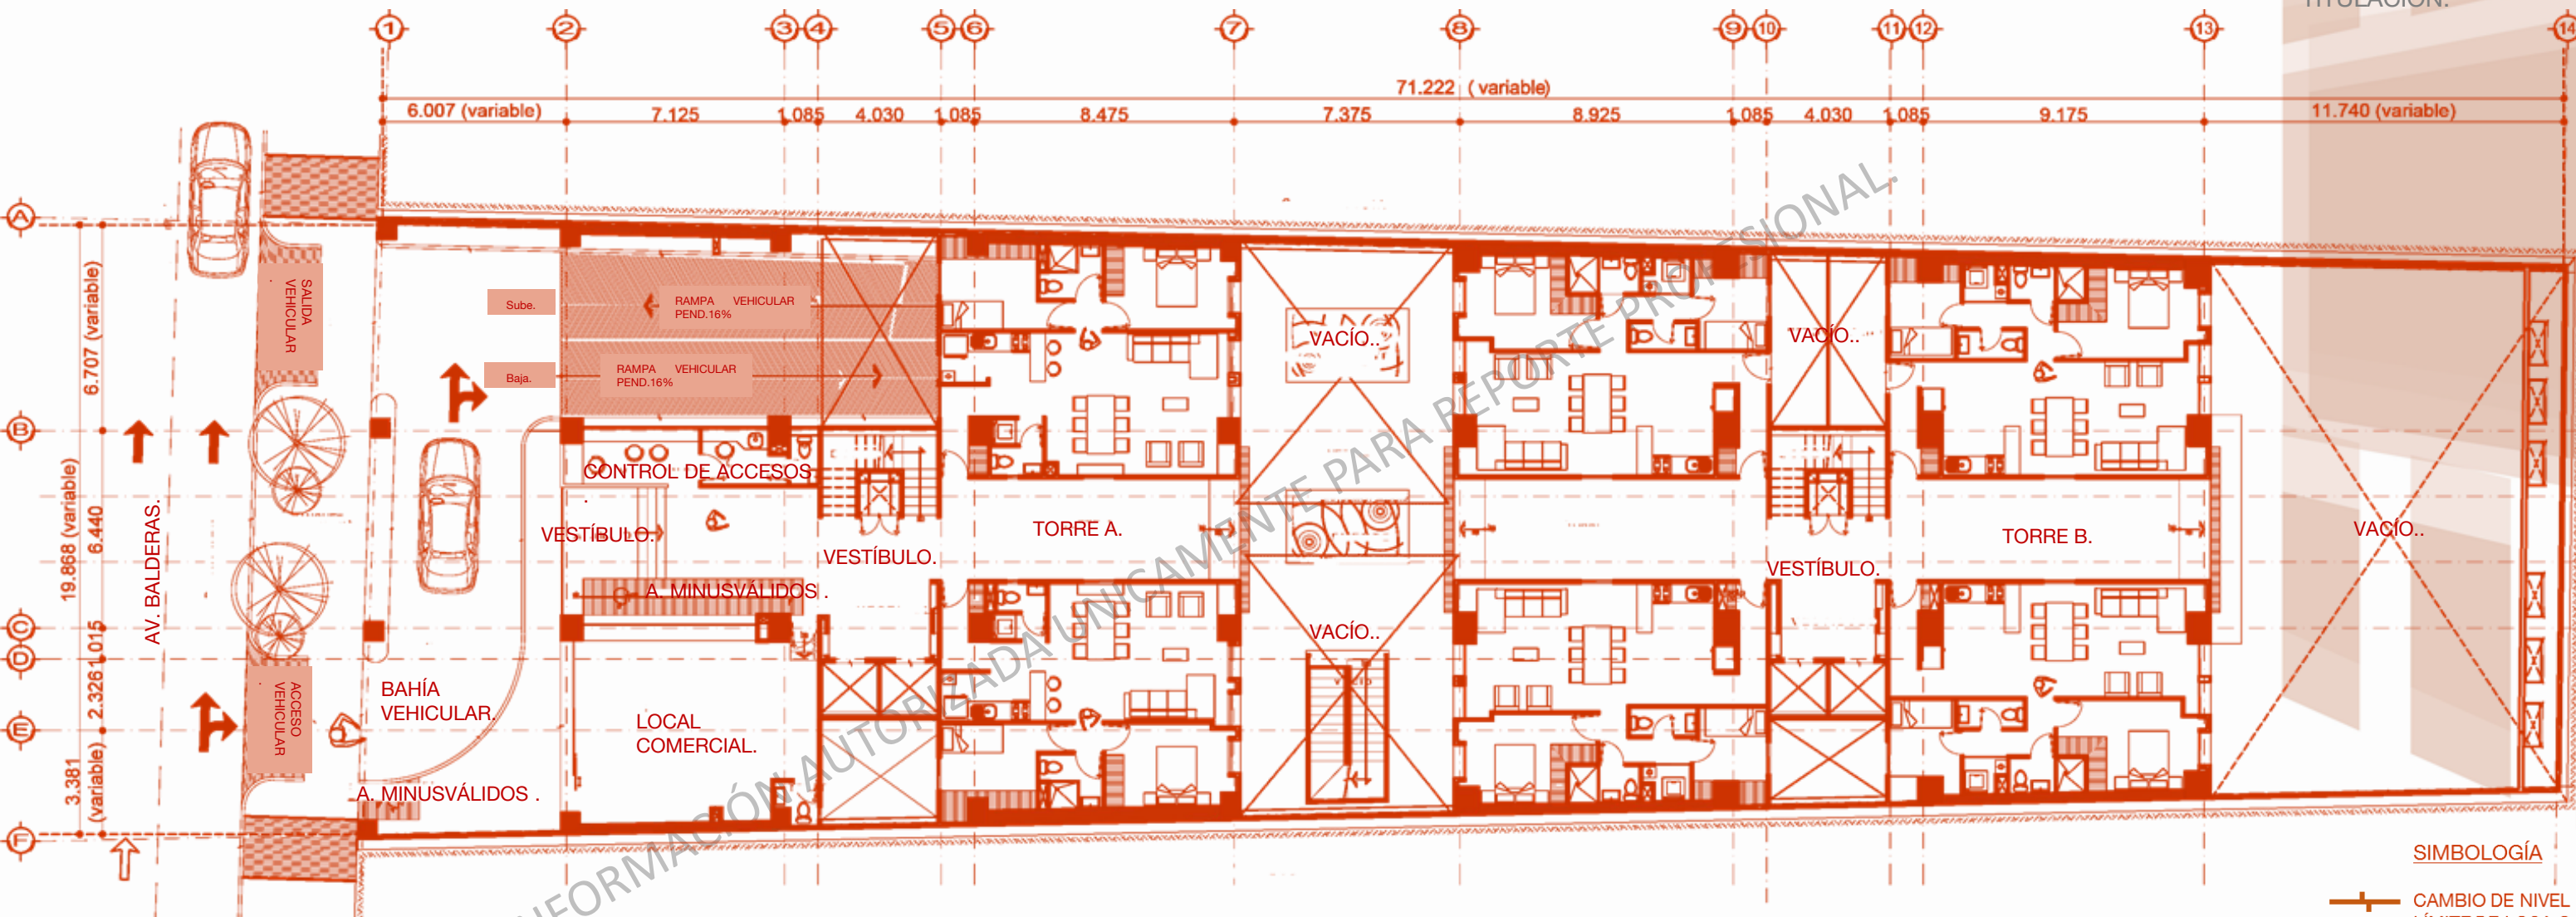 TITULACIÓN.
1 2 3 4 5 6 7 8 9 10 11 12 13 14
71.222 ( variable)
6.007 (variable) 7.125 1.085 4.030 1.085 8.475 7.375 8.925 1.085 4.030 1.085 9.175 11.740 (variable)
A
B
C
D
E
F
6.707 (variable)
19.868 (variable)
6.440
1.015
2.326
3.381
(variable)
AV. BALDERAS.
SALIDA
VEHICULAR
.
ACCESO
VEHICULAR
.
Sube.
RAMPA VEHICULAR
PEND.16%
Baja.
RAMPA VEHICULAR
PEND.16%
CONTROL DE ACCESOS
.
VESTÍBULO.
VESTÍBULO.
A. MINUSVÁLIDOS .
BAHÍA
VEHICULAR.
LOCAL
COMERCIAL.
A. MINUSVÁLIDOS .
TORRE A.
VACÍO..
VACÍO..
VACÍO..
VESTÍBULO.
TORRE B.
VACÍO..
INFORMACIÓN AUTORIZADA UNICAMENTE PARA REPORTE PROFESIONAL.
SIMBOLOGÍA
CAMBIO DE NIVEL